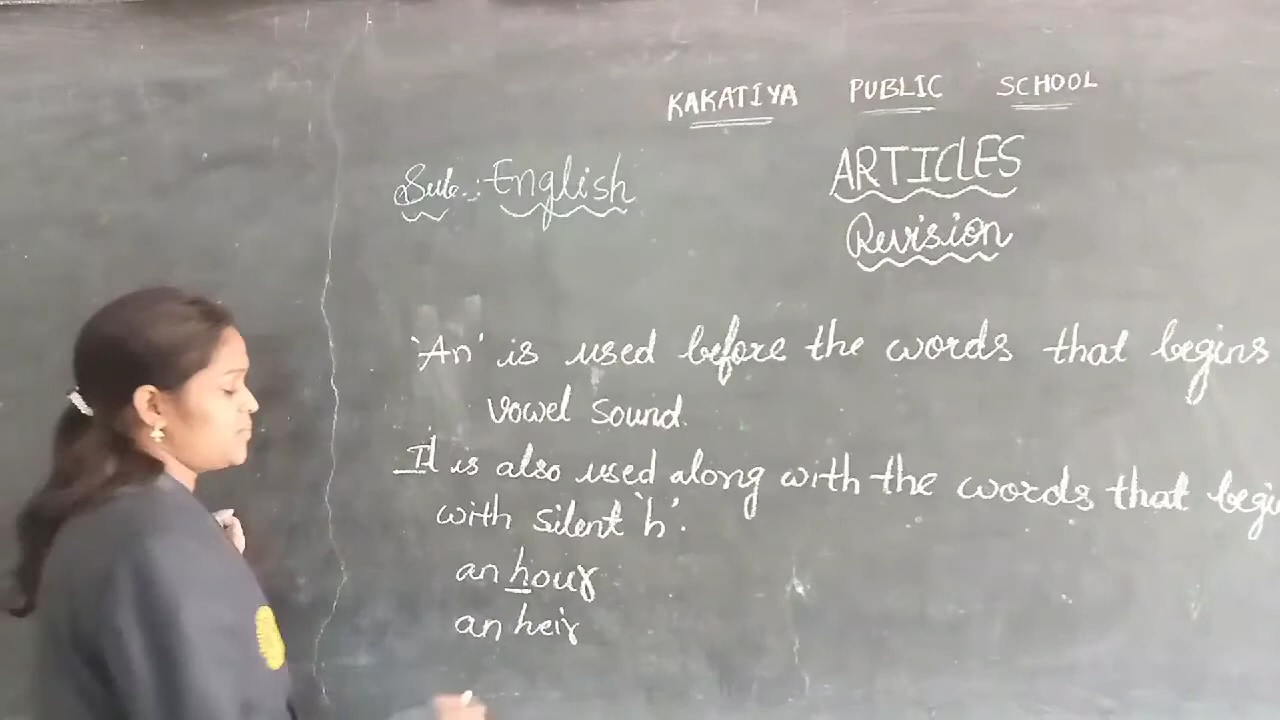 KAKATIYA PUBLIC SCHOOL
Sub.: English
ARTICLES
Revision
'An' is used before the words that begins
vowel sound.
It is also used along with the words that
with silent 'h'.
an hour
an heir